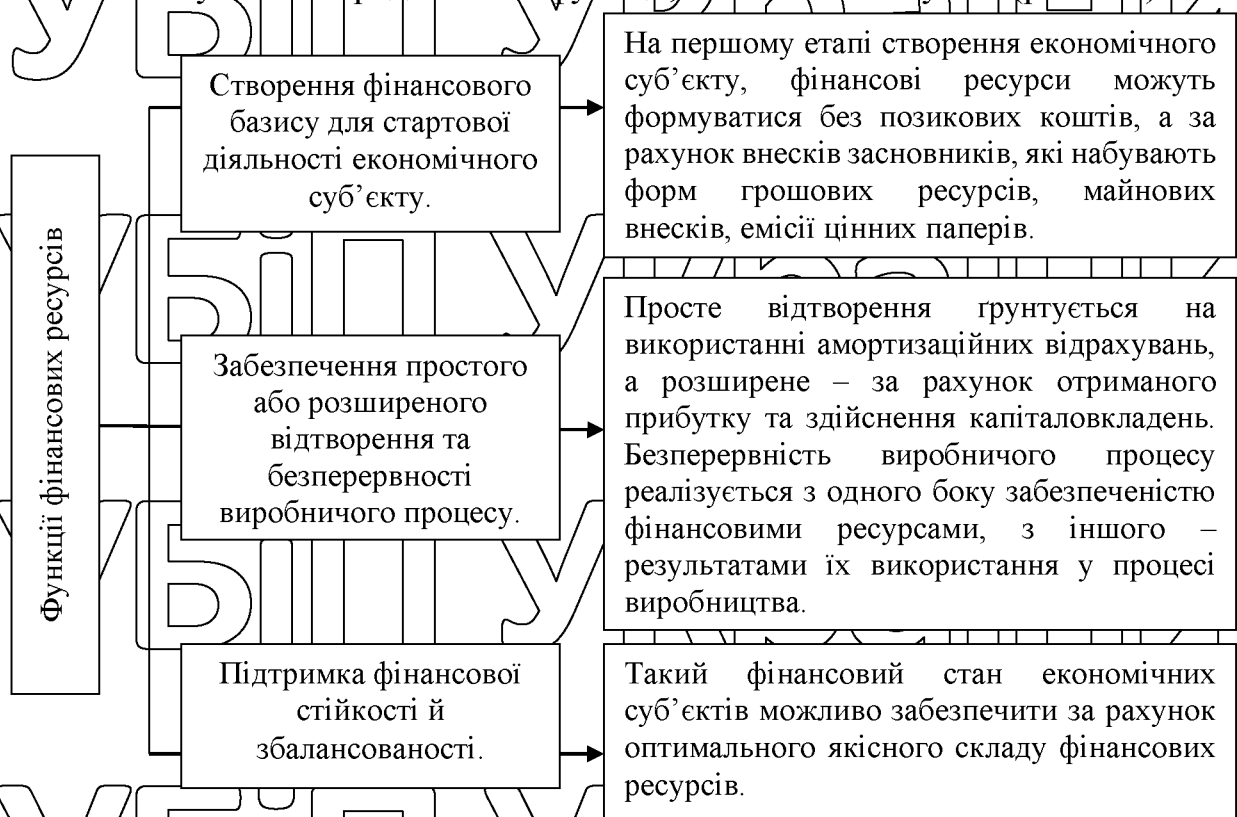 Функції фінансових ресурсів
Створення фінансового
базису для стартової
діяльності економічного
суб’єкту.
На першому етапі створення економічного
суб’єкту, фінансові ресурси можуть
формуватися без позикових коштів, а за
рахунок внесків засновників, які набувають
форм грошових ресурсів, майнових
внесків, емісії цінних паперів.
Забезпечення простого
або розширеного
відтворення та
безперервності
виробничого процесу.
Просте відтворення ґрунтується на
використанні амортизаційних відрахувань,
а розширене – за рахунок отриманого
прибутку та здійснення капіталовкладень.
Безперервність виробничого процесу
реалізується з одного боку забезпеченістю
фінансовими ресурсами, з іншого –
результатами їх використання у процесі
виробництва.
Підтримка фінансової
стійкості й
збалансованості.
Такий фінансовий стан економічних
суб’єктів можливо забезпечити за рахунок
оптимального якісного складу фінансових
ресурсів.